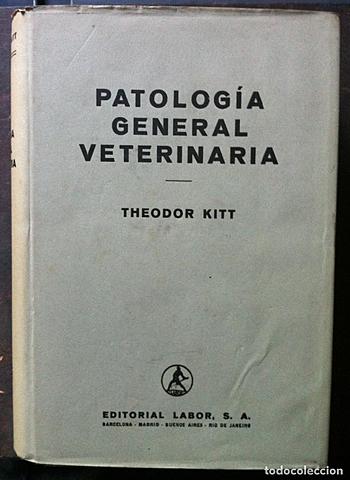 PATOLOGÍA
GENERAL
VETERINARIA
THEODOR KITT
EDITORIAL LABOR, S. A.
BARCELONA - MADRID - BUENOS AIRES - RIO DE JANEIRO
todocoleccion